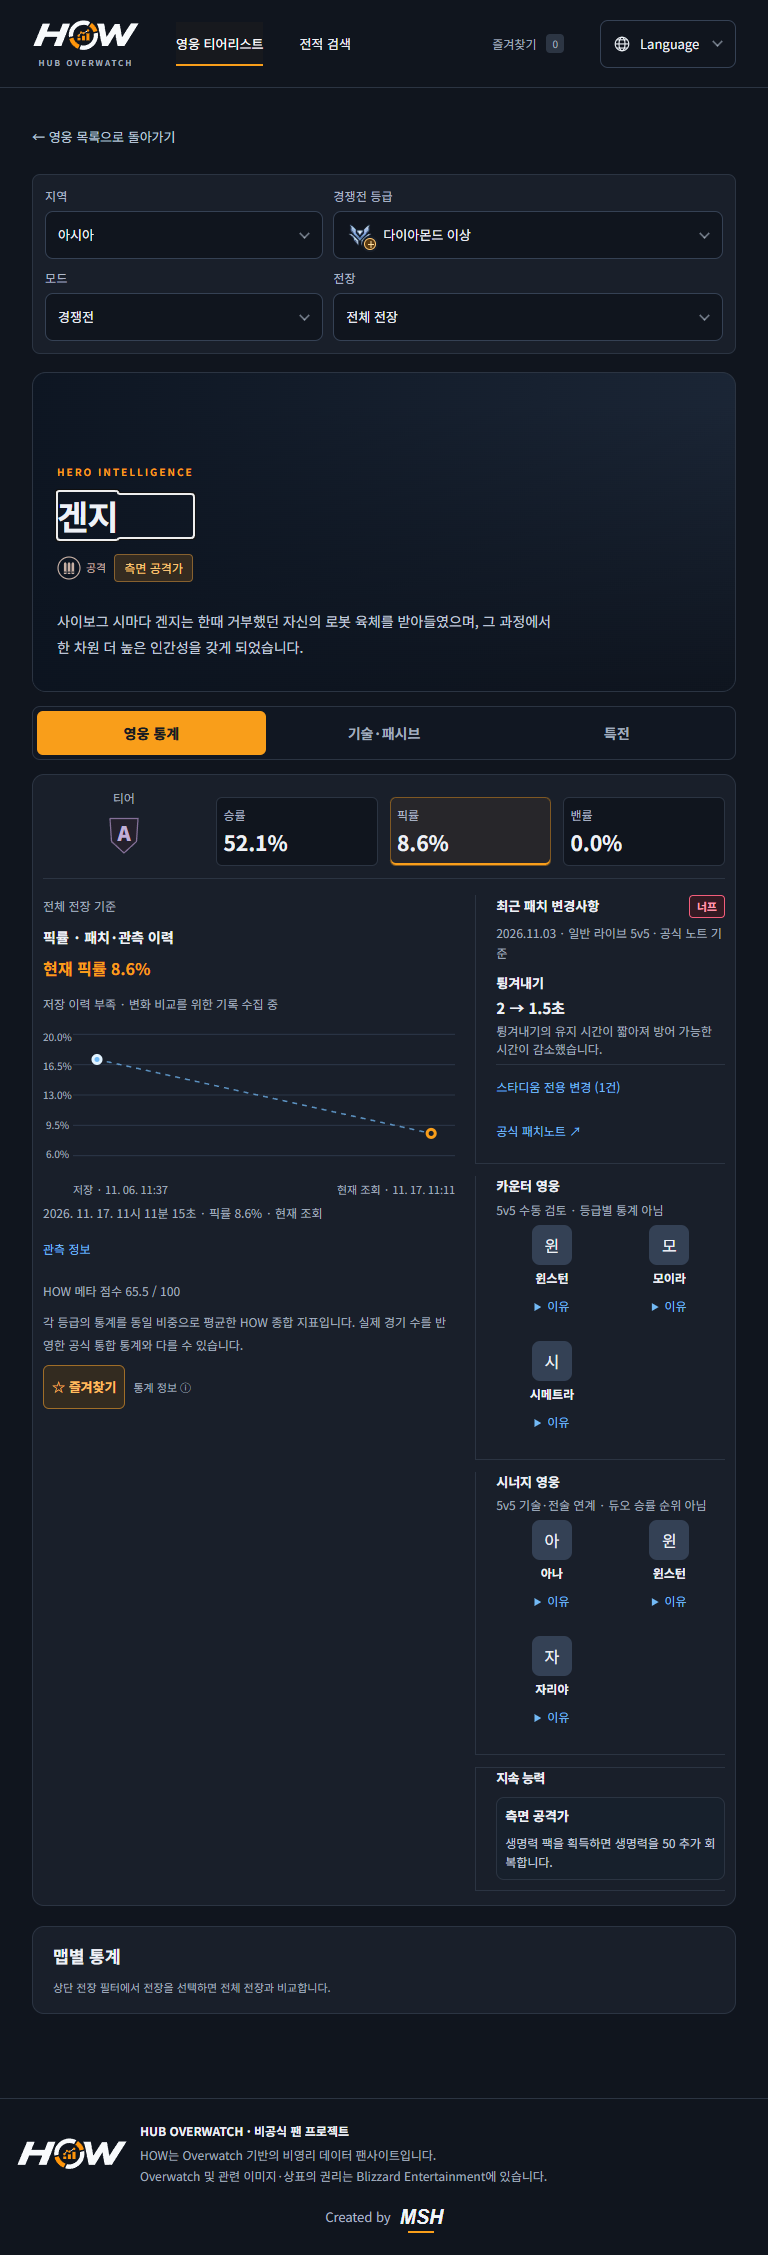 HOW
HUB OVERWATCH
영웅 티어리스트
전적 검색
즐겨찾기 0
Language
← 영웅 목록으로 돌아가기
지역
경쟁전 등급
아시아
다이아몬드 이상
모드
전장
경쟁전
전체 전장
HERO INTELLIGENCE
겐지
공격
측면 공격가
사이보그 시마다 겐지는 한때 거부했던 자신의 로봇 육체를 받아들였으며, 그 과정에서
한 차원 더 높은 인간성을 갖게 되었습니다.
영웅 통계
기술·패시브
특전
티어
A
승률
52.1%
픽률
8.6%
밴률
0.0%
전체 전장 기준
픽률 · 패치·관측 이력
현재 픽률 8.6%
저장 이력 부족 · 변화 비교를 위한 기록 수집 중
20.0%
16.5%
13.0%
9.5%
6.0%
저장 · 11. 06. 11:37
현재 조회 · 11. 17. 11:11
2026. 11. 17. 11시 11분 15초 · 픽률 8.6% · 현재 조회
관측 정보
HOW 메타 점수 65.5 / 100
각 등급의 통계를 동일 비중으로 평균한 HOW 종합 지표입니다. 실제 경기 수를 반
영한 공식 통합 통계와 다를 수 있습니다.
☆ 즐겨찾기
통계 정보 ⓘ
최근 패치 변경사항
너프
2026.11.03 · 일반 라이브 5v5 · 공식 노트 기
준
튕겨내기
2 → 1.5초
튕겨내기의 유지 시간이 짧아져 방어 가능한
시간이 감소했습니다.
스타디움 전용 변경 (1건)
공식 패치노트 ↗
카운터 영웅
5v5 수동 검토 · 등급별 통계 아님
윈
모
윈스턴
모이라
▶ 이유
▶ 이유
시
시메트라
▶ 이유
시너지 영웅
5v5 기술·전술 연계 · 듀오 승률 순위 아님
아
윈
아나
윈스턴
▶ 이유
▶ 이유
자
자리야
▶ 이유
지속 능력
측면 공격가
생명력 팩을 획득하면 생명력을 50 추가 회
복합니다.
맵별 통계
상단 전장 필터에서 전장을 선택하면 전체 전장과 비교합니다.
HOW
HUB OVERWATCH · 비공식 팬 프로젝트
HOW는 Overwatch 기반의 비영리 데이터 팬사이트입니다.
Overwatch 및 관련 이미지·상표의 권리는 Blizzard Entertainment에 있습니다.
Created by MSH